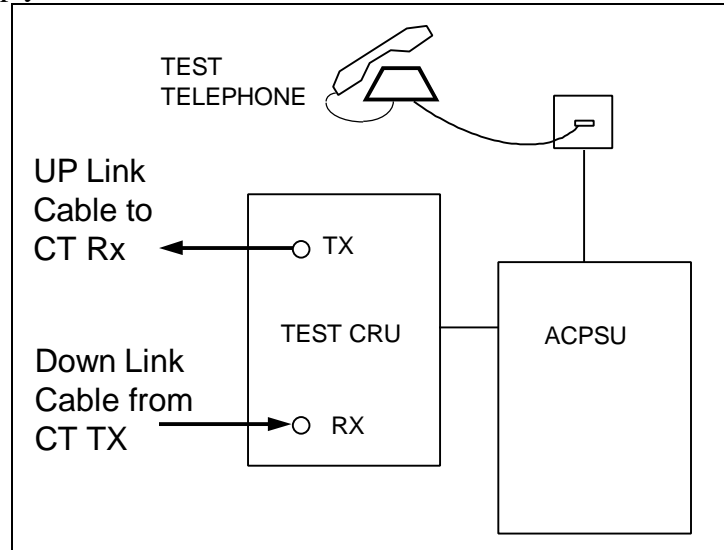 TEST
TELEPHONE
UP Link
Cable to
CT Rx
TX
TEST CRU
ACPSU
Down Link
Cable from
CT TX
RX